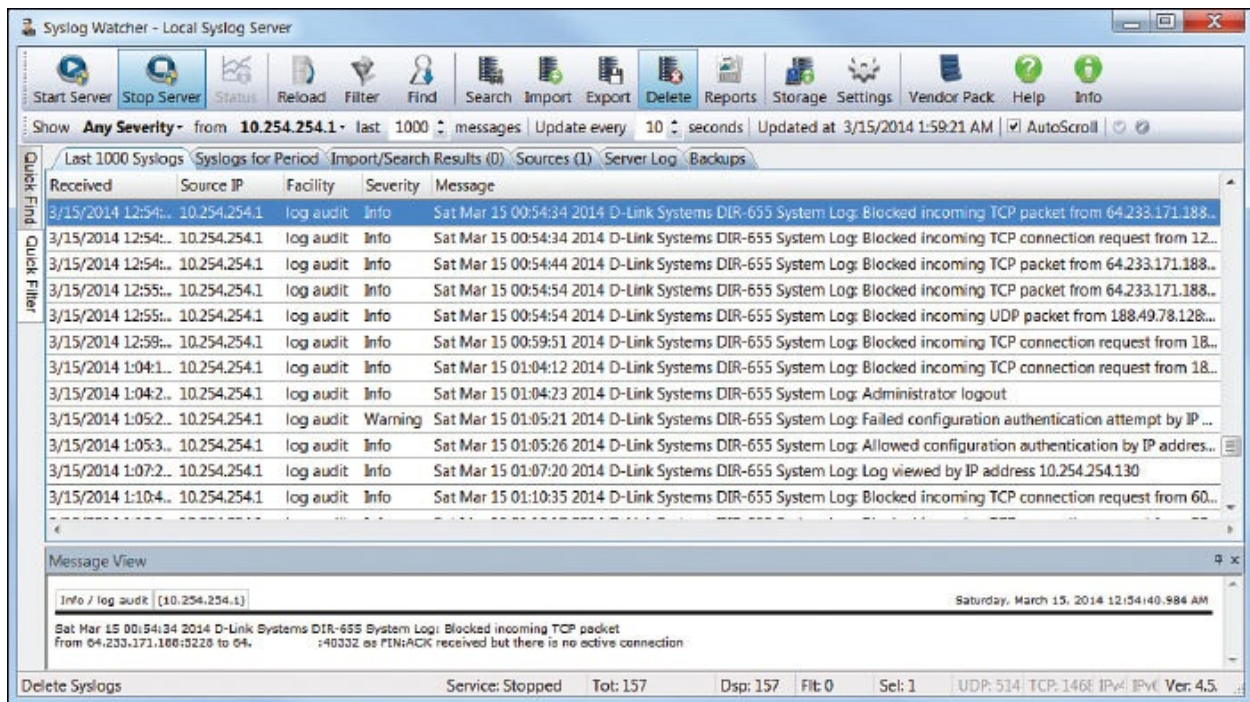 Syslog Watcher - Local Syslog Server
Start Server Stop Server Status Reload Filter Find Search Import Export Delete Reports Storage Settings Vendor Pack Help Info
Show Any Severity from 10.254.254.1 last 1000 messages Update every 10 seconds Updated at 3/15/2014 1:59:21 AM AutoScroll
Quick Find
Quick Filter
Last 1000 Syslogs Syslogs for Period Import/Search Results (0) Sources (1) Server Log Backups
Received Source IP Facility Severity Message
3/15/2014 12:54:... 10.254.254.1 log audit Info Sat Mar 15 00:54:34 2014 D-Link Systems DIR-655 System Log: Blocked incoming TCP packet from 64.233.171.188...
3/15/2014 12:54:... 10.254.254.1 log audit Info Sat Mar 15 00:54:34 2014 D-Link Systems DIR-655 System Log: Blocked incoming TCP connection request from 12...
3/15/2014 12:54:... 10.254.254.1 log audit Info Sat Mar 15 00:54:44 2014 D-Link Systems DIR-655 System Log: Blocked incoming TCP packet from 64.233.171.188...
3/15/2014 12:55:... 10.254.254.1 log audit Info Sat Mar 15 00:54:54 2014 D-Link Systems DIR-655 System Log: Blocked incoming TCP packet from 64.233.171.188...
3/15/2014 12:55:... 10.254.254.1 log audit Info Sat Mar 15 00:54:54 2014 D-Link Systems DIR-655 System Log: Blocked incoming UDP packet from 188.49.78.128:...
3/15/2014 12:59:... 10.254.254.1 log audit Info Sat Mar 15 00:59:51 2014 D-Link Systems DIR-655 System Log: Blocked incoming TCP connection request from 18...
3/15/2014 1:04:1... 10.254.254.1 log audit Info Sat Mar 15 01:04:12 2014 D-Link Systems DIR-655 System Log: Blocked incoming TCP connection request from 18...
3/15/2014 1:04:2... 10.254.254.1 log audit Info Sat Mar 15 01:04:23 2014 D-Link Systems DIR-655 System Log: Administrator logout
3/15/2014 1:05:2... 10.254.254.1 log audit Warning Sat Mar 15 01:05:21 2014 D-Link Systems DIR-655 System Log: Failed configuration authentication attempt by IP ...
3/15/2014 1:05:3... 10.254.254.1 log audit Info Sat Mar 15 01:05:26 2014 D-Link Systems DIR-655 System Log: Allowed configuration authentication by IP addres...
3/15/2014 1:07:2... 10.254.254.1 log audit Info Sat Mar 15 01:07:20 2014 D-Link Systems DIR-655 System Log: Log viewed by IP address 10.254.254.130
3/15/2014 1:10:4... 10.254.254.1 log audit Info Sat Mar 15 01:10:35 2014 D-Link Systems DIR-655 System Log: Blocked incoming TCP connection request from 60...
Message View
Info / log audit (10.254.254.1) Saturday, March 15, 2014 12:54:40.984 AM
Sat Mar 15 00:54:34 2014 D-Link Systems DIR-655 System Log: Blocked incoming TCP packet
from 64.233.171.188:5228 to 64. :40332 as FIN:ACK received but there is no active connection
Delete Syslogs Service: Stopped Tot: 157 Dsp: 157 Flt: 0 Sel: 1 UDP: 514 TCP: 1468 IPv4 Ver: 4.5.